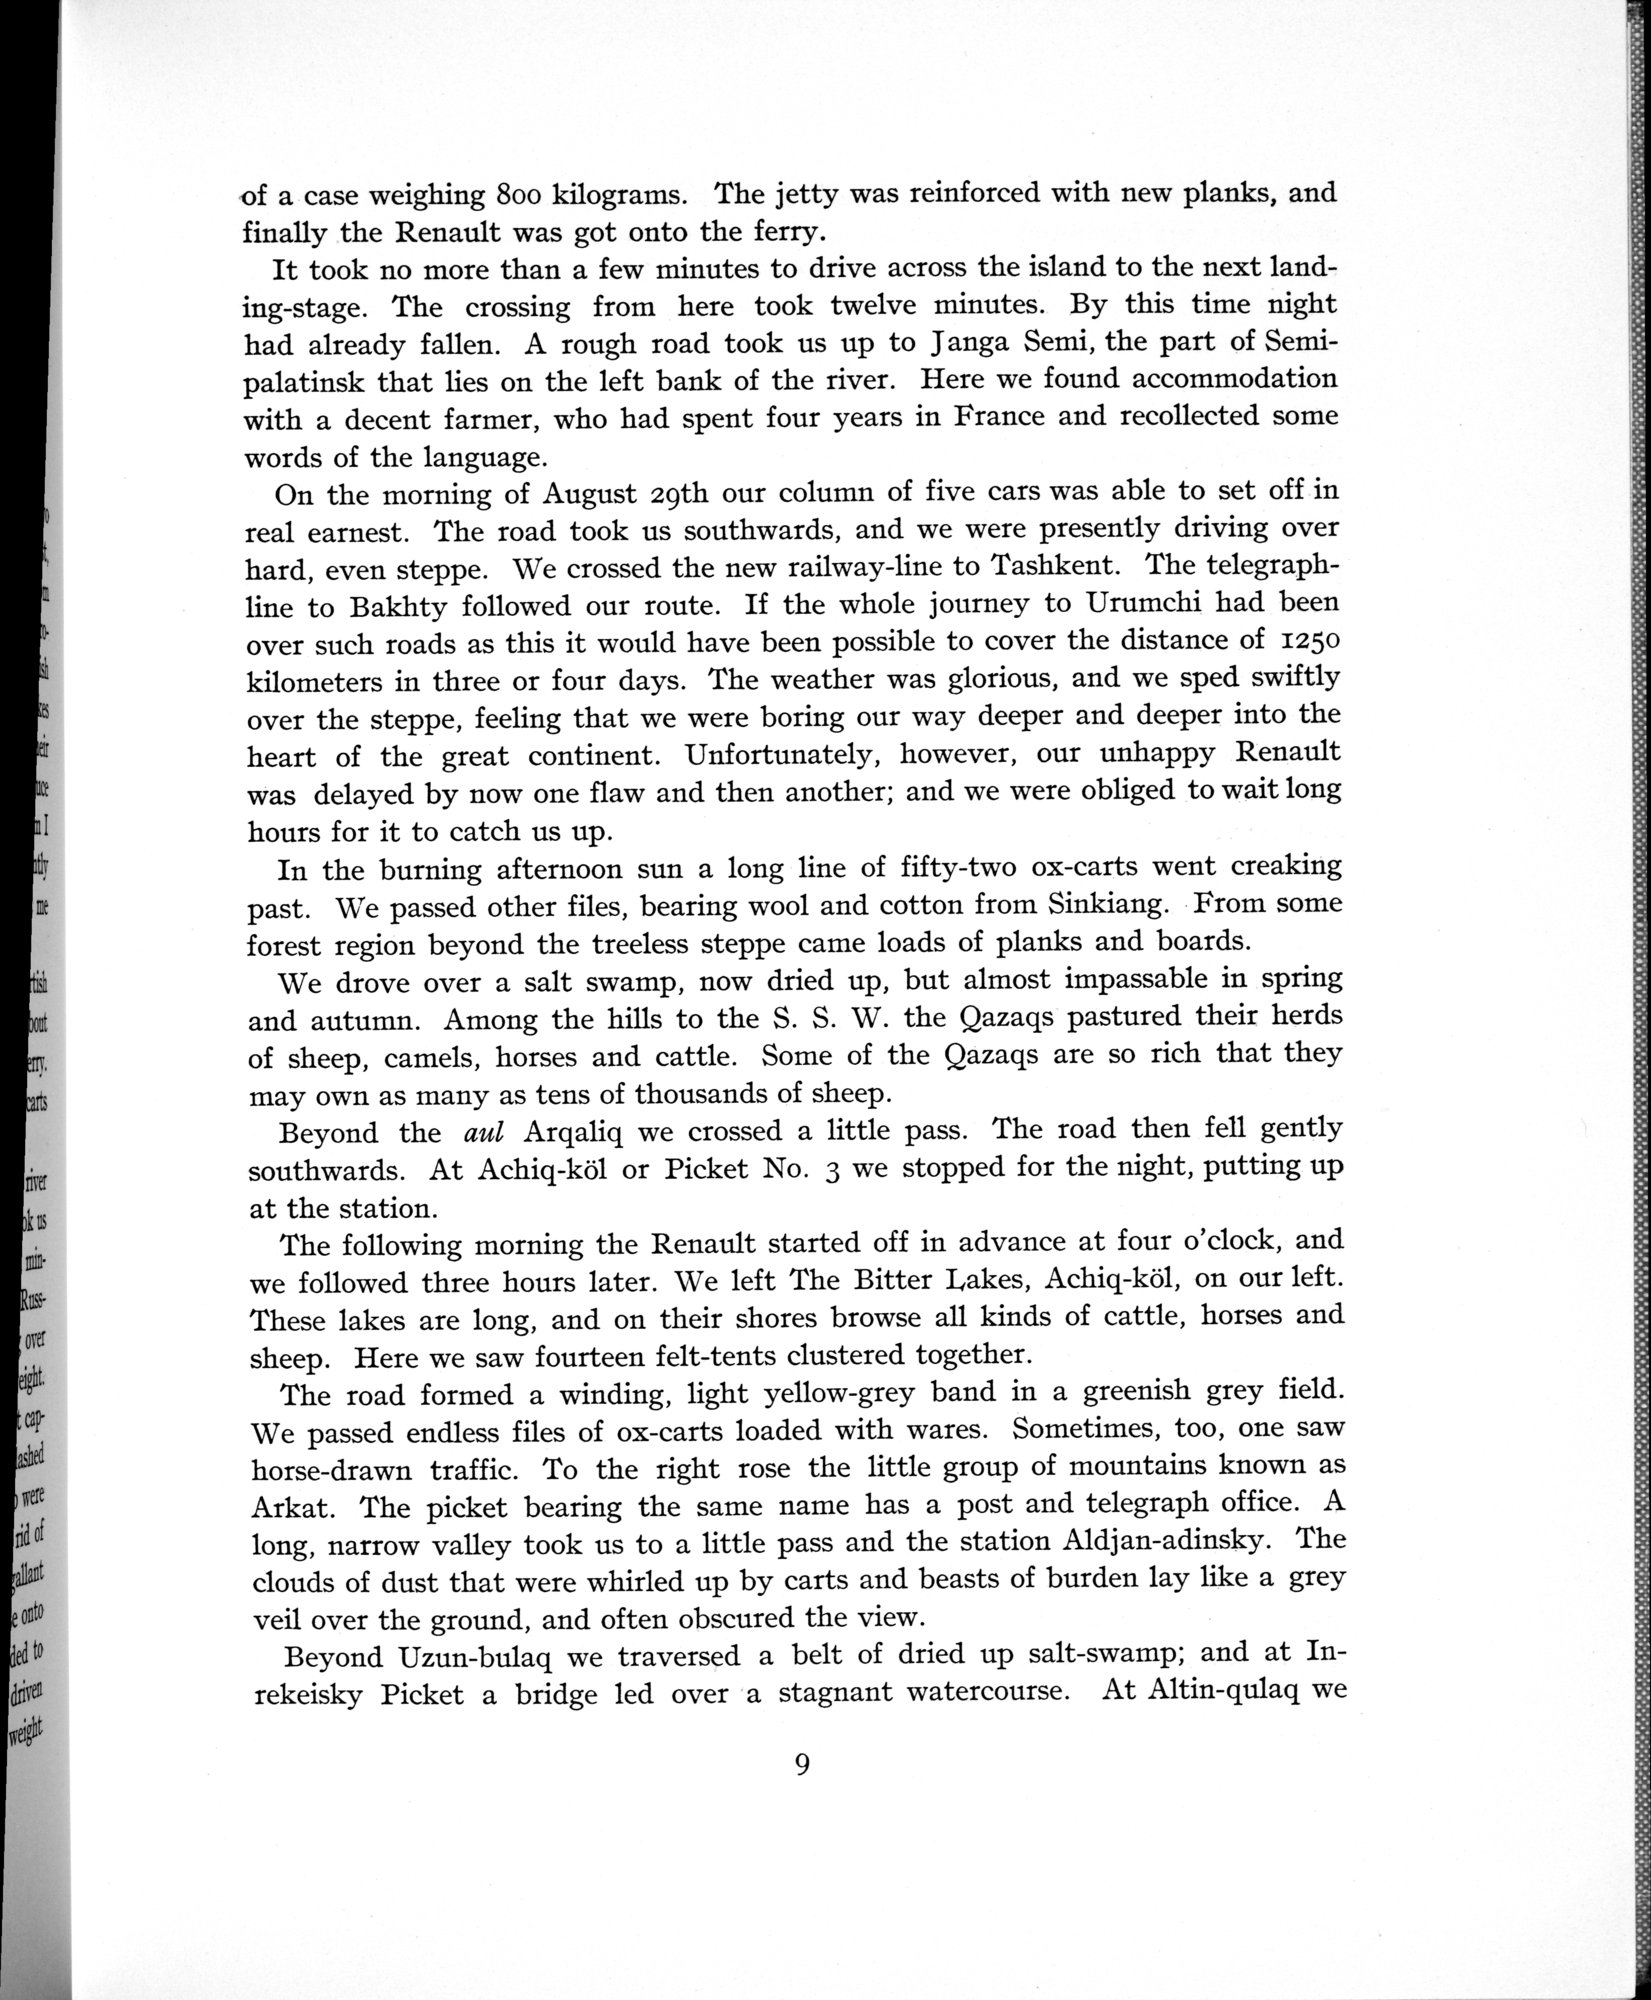 of a case weighing 800 kilograms. The jetty was reinforced with new planks, and
finally the Renault was got onto the ferry.
It took no more than a few minutes to drive across the island to the next land-
ing-stage. The crossing from here took twelve minutes. By this time night
had already fallen. A rough road took us up to Janga Semi, the part of Semi-
palatinsk that lies on the left bank of the river. Here we found accommodation
with a decent farmer, who had spent four years in France and recollected some
words of the language.
On the morning of August 29th our column of five cars was able to set off in
real earnest. The road took us southwards, and we were presently driving over
hard, even steppe. We crossed the new railway-line to Tashkent. The telegraph-
line to Bakhty followed our route. If the whole journey to Urumchi had been
over such roads as this it would have been possible to cover the distance of 1250
kilometers in three or four days. The weather was glorious, and we sped swiftly
over the steppe, feeling that we were boring our way deeper and deeper into the
heart of the great continent. Unfortunately, however, our unhappy Renault
was delayed by now one flaw and then another; and we were obliged to wait long
hours for it to catch us up.
In the burning afternoon sun a long line of fifty-two ox-carts went creaking
past. We passed other files, bearing wool and cotton from Sinkiang. From some
forest region beyond the treeless steppe came loads of planks and boards.
We drove over a salt swamp, now dried up, but almost impassable in spring
and autumn. Among the hills to the S. S. W. the Qazaqs pastured their herds
of sheep, camels, horses and cattle. Some of the Qazaqs are so rich that they
may own as many as tens of thousands of sheep.
Beyond the aul Arqaliq we crossed a little pass. The road then fell gently
southwards. At Achiq-köl or Picket No. 3 we stopped for the night, putting up
at the station.
The following morning the Renault started off in advance at four o'clock, and
we followed three hours later. We left The Bitter Lakes, Achiq-köl, on our left.
These lakes are long, and on their shores browse all kinds of cattle, horses and
sheep. Here we saw fourteen felt-tents clustered together.
The road formed a winding, light yellow-grey band in a greenish grey field.
We passed endless files of ox-carts loaded with wares. Sometimes, too, one saw
horse-drawn traffic. To the right rose the little group of mountains known as
Arkat. The picket bearing the same name has a post and telegraph office. A
long, narrow valley took us to a little pass and the station Aldjan-adinsky. The
clouds of dust that were whirled up by carts and beasts of burden lay like a grey
veil over the ground, and often obscured the view.
Beyond Uzun-bulaq we traversed a belt of dried up salt-swamp; and at In-
rekeisky Picket a bridge led over a stagnant watercourse. At Altin-qulaq we
9